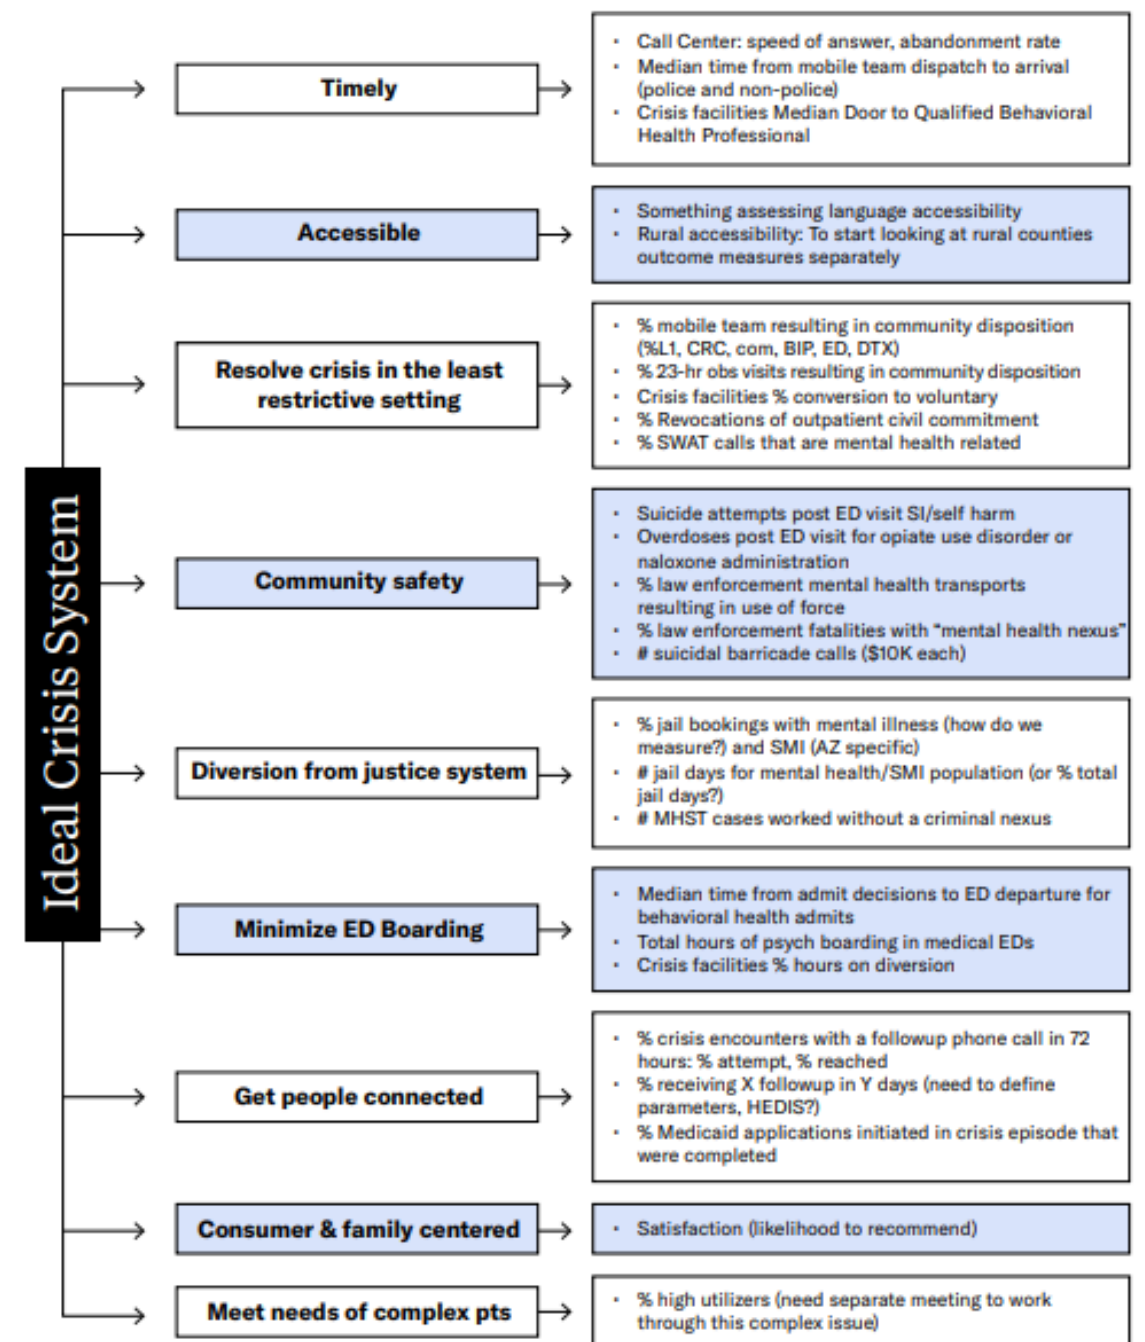 Ideal Crisis System
Timely
· Call Center: speed of answer, abandonment rate
· Median time from mobile team dispatch to arrival
(police and non-police)
· Crisis facilities Median Door to Qualified Behavioral
Health Professional
Accessible
· Something assessing language accessibility
· Rural accessibility: To start looking at rural counties
outcome measures separately
Resolve crisis in the least
restrictive setting
· % mobile team resulting in community disposition
(%L1, CRC, com, BIP, ED, DTX)
· % 23-hr obs visits resulting in community disposition
· Crisis facilities % conversion to voluntary
· % Revocations of outpatient civil commitment
· % SWAT calls that are mental health related
Community safety
· Suicide attempts post ED visit SI/self harm
· Overdoses post ED visit for opiate use disorder or
naloxone administration
· % law enforcement mental health transports
resulting in use of force
· % law enforcement fatalities with “mental health nexus”
· # suicidal barricade calls ($10K each)
Diversion from justice system
· % jail bookings with mental illness (how do we
measure?) and SMI (AZ specific)
· # jail days for mental health/SMI population (or % total
jail days?)
· # MHST cases worked without a criminal nexus
Minimize ED Boarding
· Median time from admit decisions to ED departure for
behavioral health admits
· Total hours of psych boarding in medical EDs
· Crisis facilities % hours on diversion
Get people connected
· % crisis encounters with a followup phone call in 72
hours: % attempt, % reached
· % receiving X followup in Y days (need to define
parameters, HEDIS?)
· % Medicaid applications initiated in crisis episode that
were completed
Consumer & family centered
· Satisfaction (likelihood to recommend)
Meet needs of complex pts
· % high utilizers (need separate meeting to work
through this complex issue)